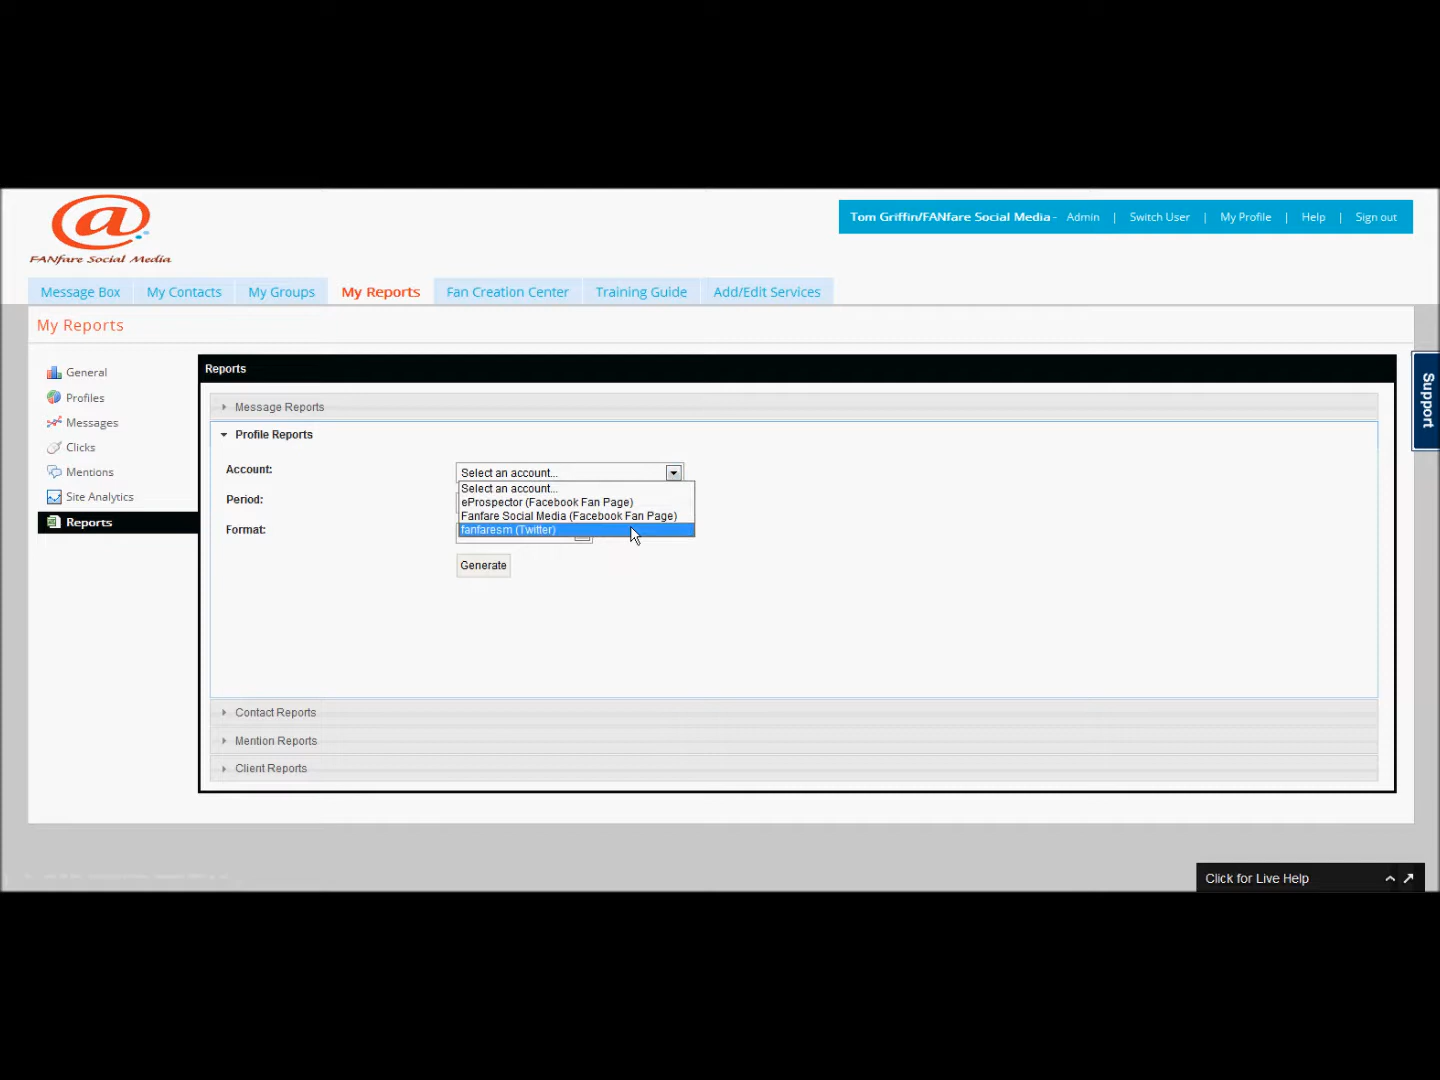 FANfare Social Media
Tom Griffin/FANfare Social Media - Admin | Switch User | My Profile | Help | Sign out
Message Box My Contacts My Groups My Reports Fan Creation Center Training Guide Add/Edit Services
My Reports
General
Profiles
Messages
Clicks
Mentions
Site Analytics
Reports
Reports
Message Reports
Profile Reports
Account:
Select an account...
Select an account...
eProspector (Facebook Fan Page)
Fanfare Social Media (Facebook Fan Page)
fanfaresm (Twitter)
Period:
Format:
Generate
Contact Reports
Mention Reports
Client Reports
Support
Click for Live Help